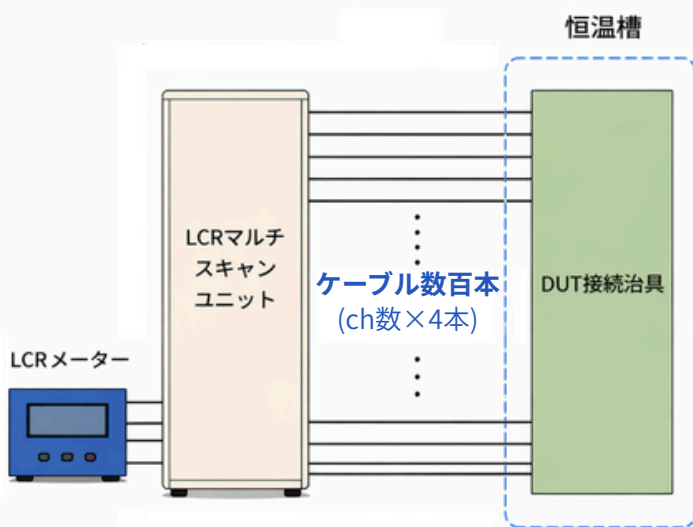 恒温槽
LCRマルチ
スキャン
ユニット
ケーブル数百本
(ch数×4本)
DUT接続治具
LCRメーター